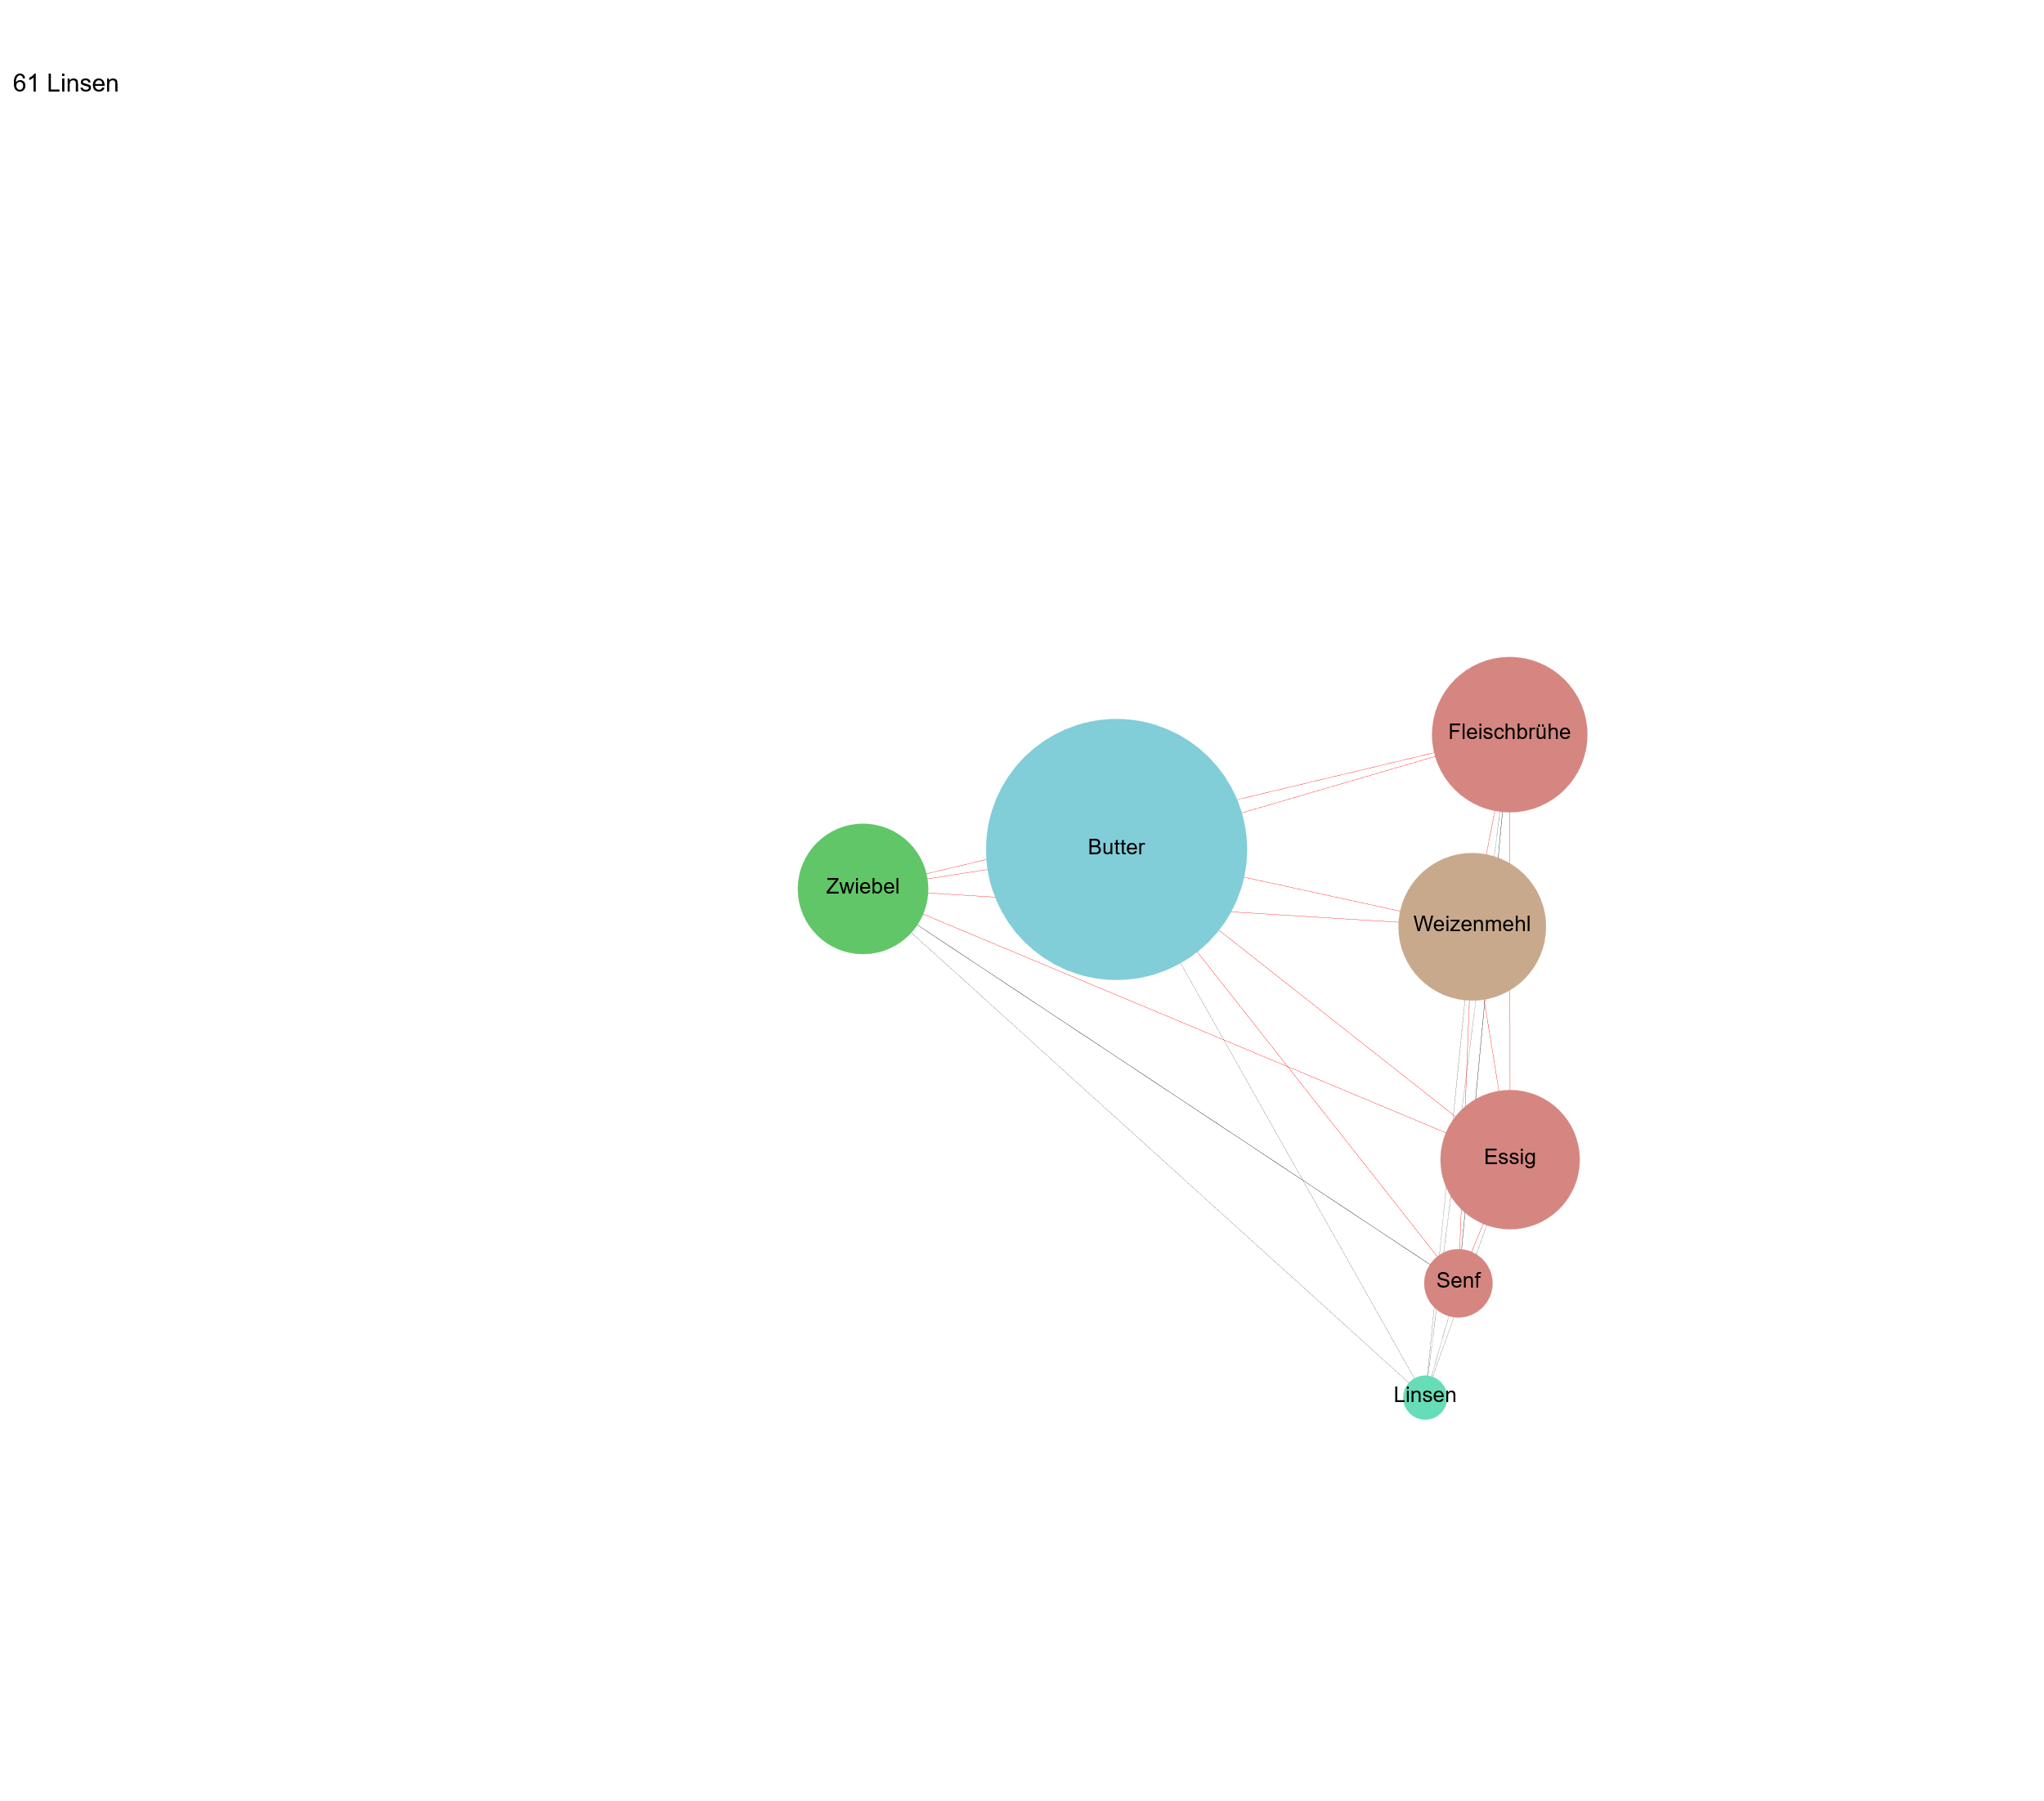 61 Linsen
Fleischbrühe
Butter
Zwiebel
Weizenmehl
Essig
Senf
Linsen